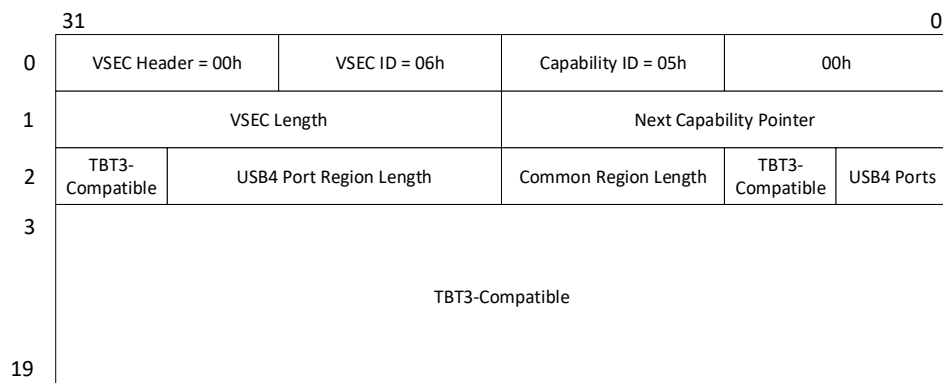 31 0
0 VSEC Header = 00h VSEC ID = 06h Capability ID = 05h 00h
1 VSEC Length Next Capability Pointer
2 TBT3-Compatible USB4 Port Region Length Common Region Length TBT3-Compatible USB4 Ports
3
TBT3-Compatible
19